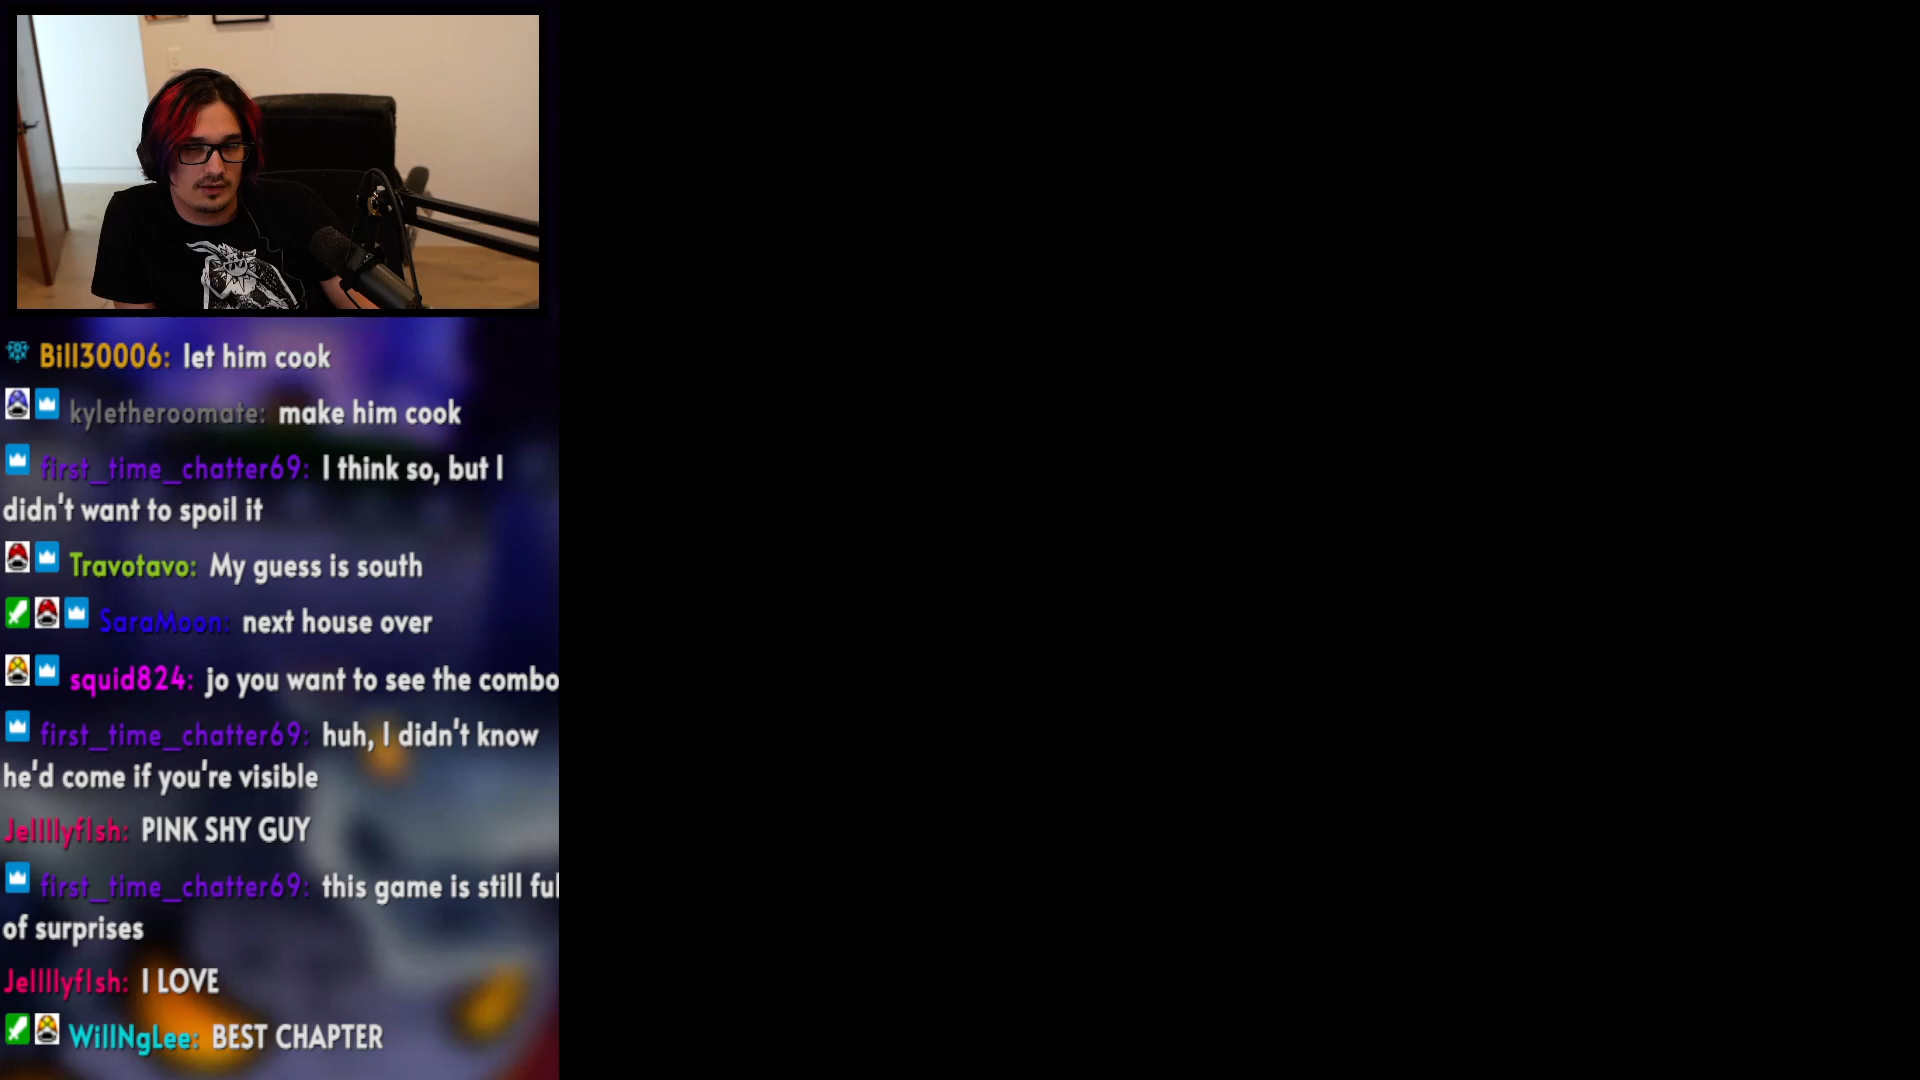 Bill30006: let him cook
kyletheroomate: make him cook
first_time_chatter69: I think so, but I
didn't want to spoil it
Travotavo: My guess is south
SaraMoon: next house over
squid824: jo you want to see the combo
first_time_chatter69: huh, I didn't know
he'd come if you're visible
Jellllyf1sh: PINK SHY GUY
first_time_chatter69: this game is still ful
of surprises
Jellllyf1sh: I LOVE
WillNgLee: BEST CHAPTER